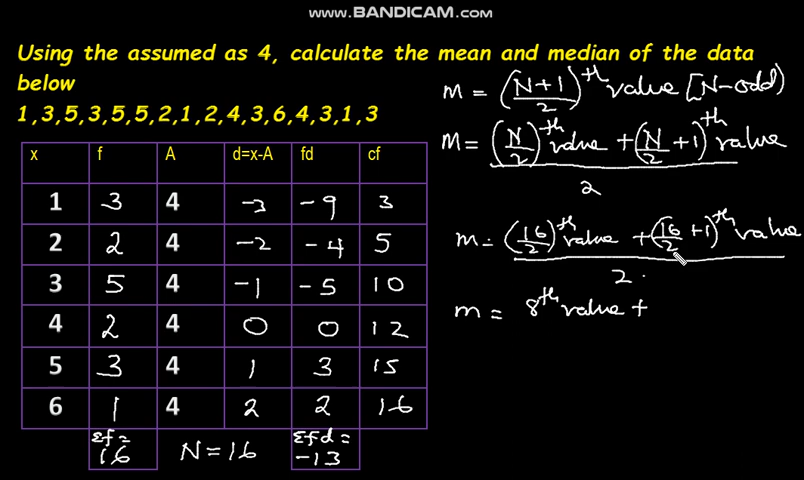 www.BANDICAM.com
Using the assumed as 4, calculate the mean and median of the data
below
1,3,5,3,5,5,2,1,2,4,3,6,4,3,1,3
x f A d=x-A fd cf
1 3 4 -3 -9 3
2 2 4 -2 -4 5
3 5 4 -1 -5 10
4 2 4 0 0 12
5 3 4 1 3 15
6 1 4 2 2 16
Σf= 16 N=16 Σfd= -13
m = ((N+1)/2)^th value [N-odd)
m = ((N/2)^th value + (N/2 + 1)^th value)/2
m = ((16/2)^th value + (16/2 + 1)^th value)/2
m = 8^th value +